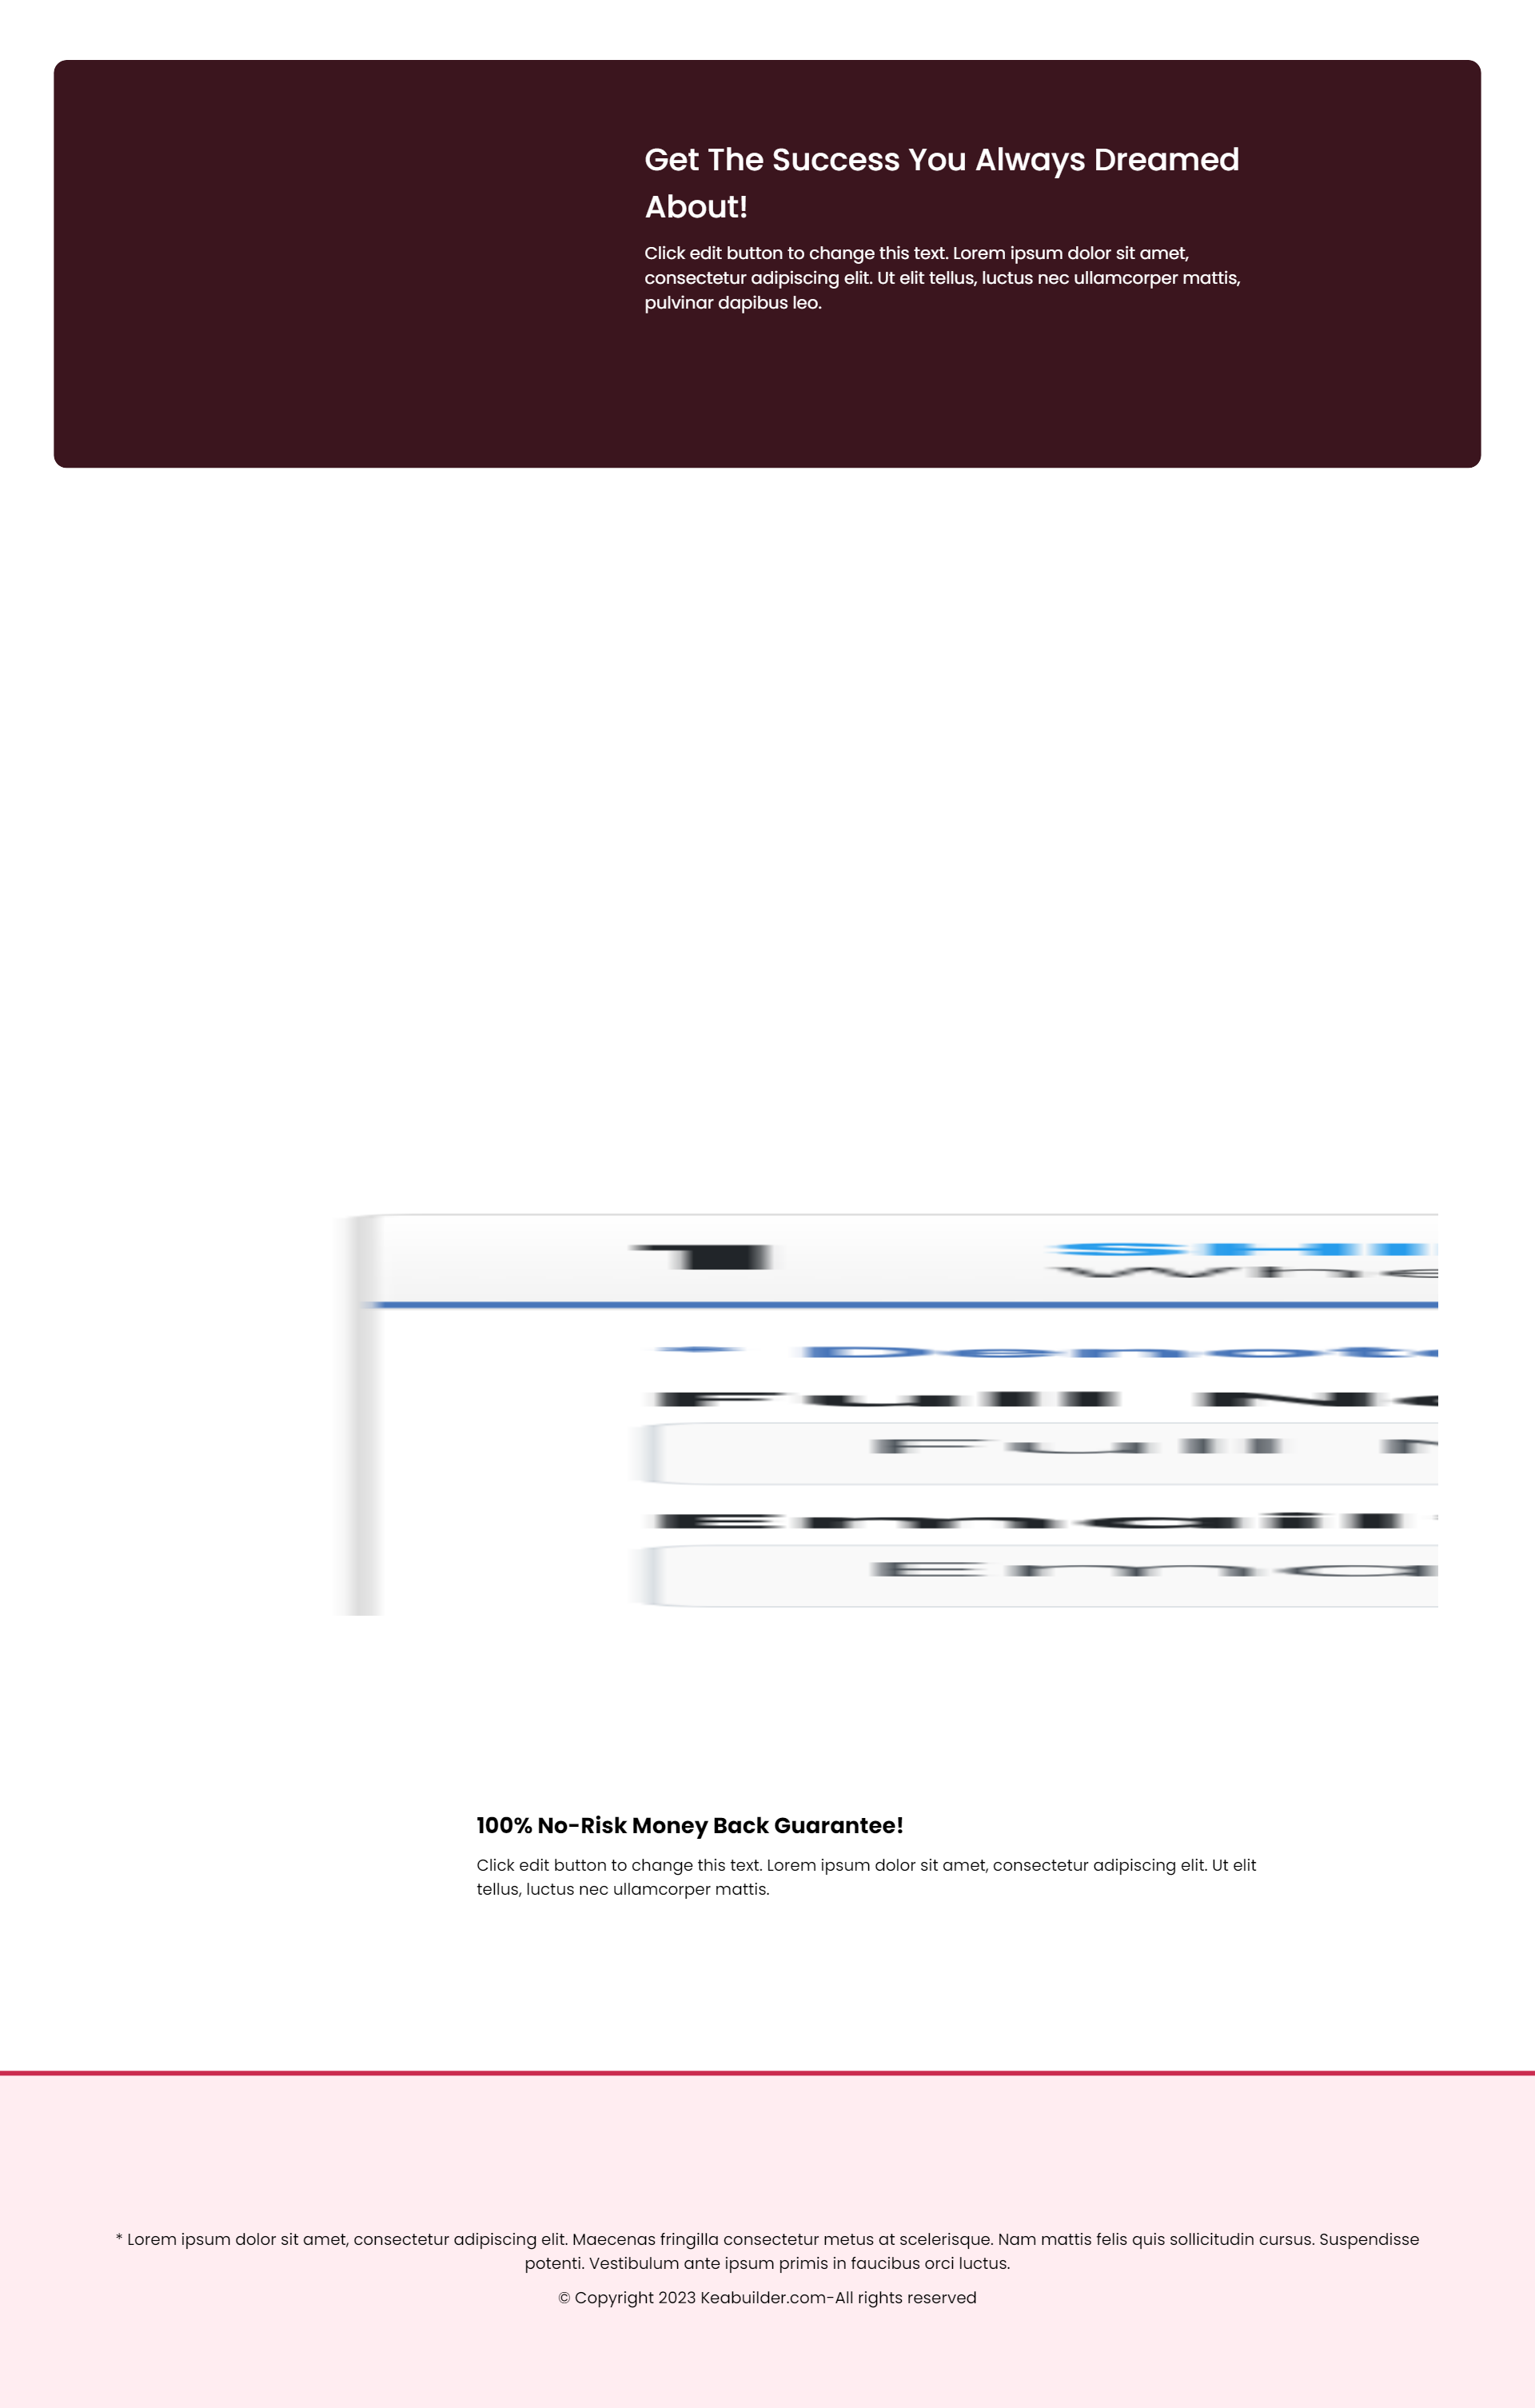 Get The Success You Always Dreamed
About!
Click edit button to change this text. Lorem ipsum dolor sit amet,
consectetur adipiscing elit. Ut elit tellus, luctus nec ullamcorper mattis,
pulvinar dapibus leo.
1
Full
Email
100% No-Risk Money Back Guarantee!
Click edit button to change this text. Lorem ipsum dolor sit amet, consectetur adipiscing elit. Ut elit
tellus, luctus nec ullamcorper mattis.
* Lorem ipsum dolor sit amet, consectetur adipiscing elit. Maecenas fringilla consectetur metus at scelerisque. Nam mattis felis quis sollicitudin cursus. Suspendisse
potenti. Vestibulum ante ipsum primis in faucibus orci luctus.
© Copyright 2023 Keabuilder.com-All rights reserved